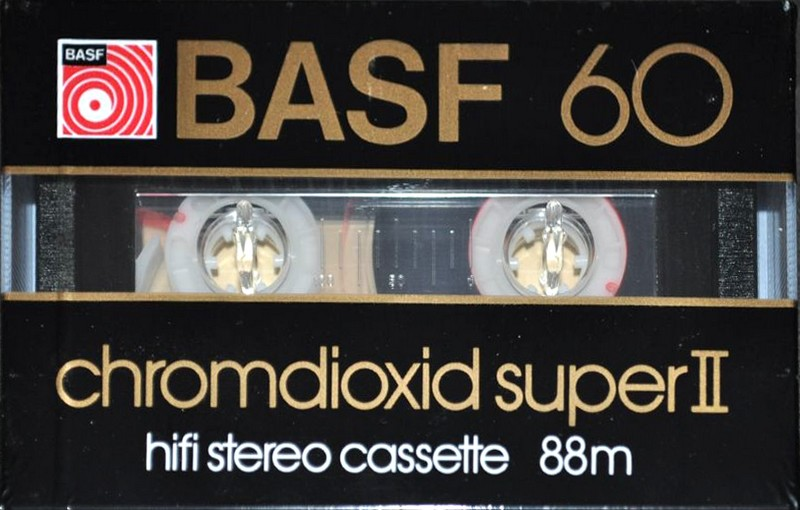 BASF
BASF 60
chromdioxid super II
hifi stereo cassette 88m